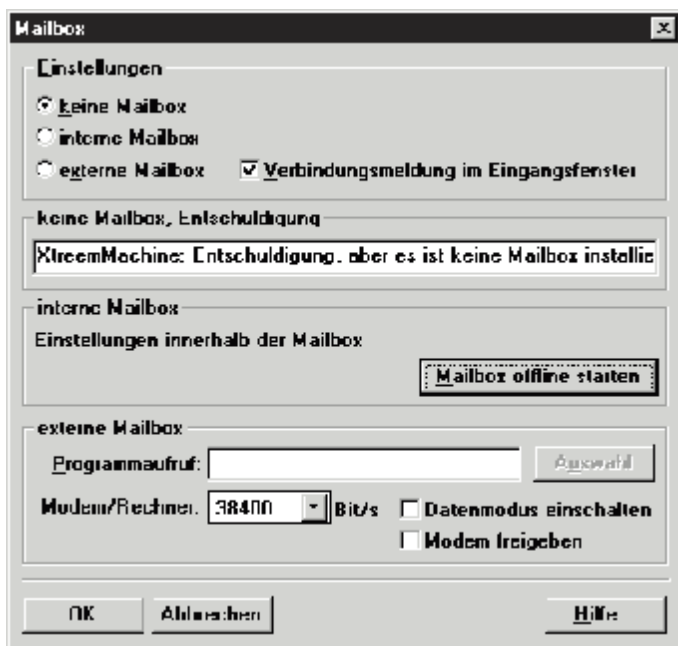 Mailbox
Einstellungen
keine Mailbox
interne Mailbox
externe Mailbox Verbindungsmeldung im Eingangsfenster
keine Mailbox, Entschuldigung
XtreemMachine: Entschuldigung, aber es ist keine Mailbox installie
interne Mailbox
Einstellungen innerhalb der Mailbox
Mailbox offline starten
externe Mailbox
Programmaufruf: Auswahl
Modem/Rechner: 38400 Bit/s Datenmodus einschalten
Modem freigeben
OK Abbrechen Hilfe